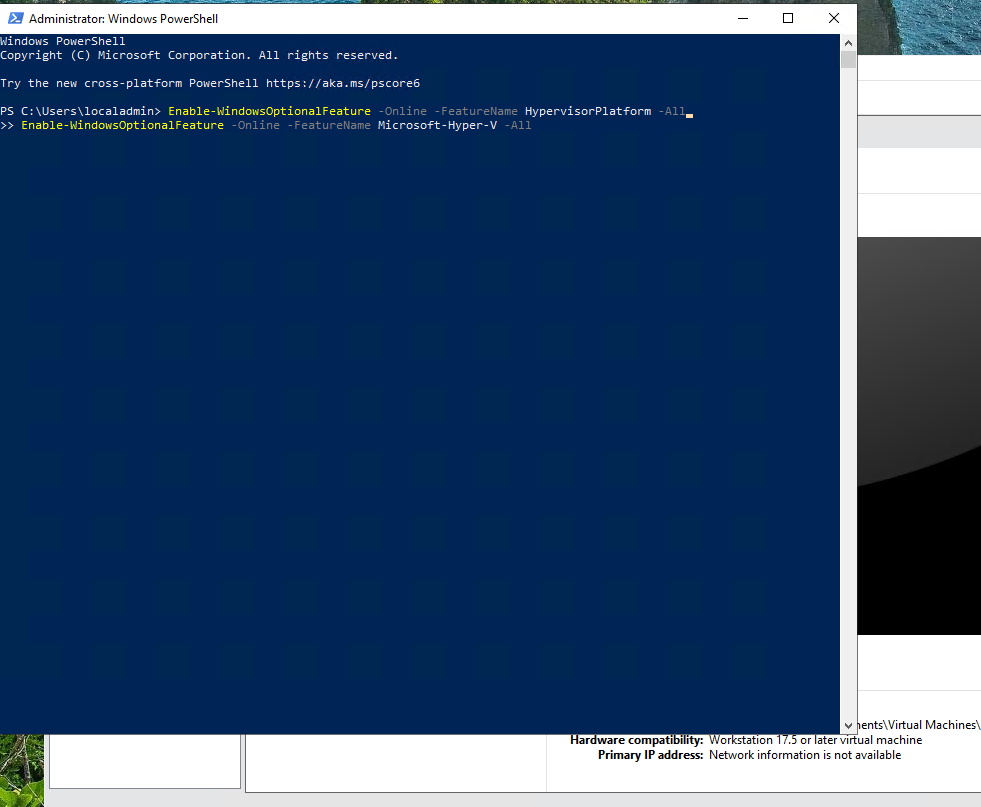 Administrator: Windows PowerShell
Windows PowerShell
Copyright (C) Microsoft Corporation. All rights reserved.
Try the new cross-platform PowerShell https://aka.ms/pscore6
PS C:\Users\localadmin> Enable-WindowsOptionalFeature -Online -FeatureName HypervisorPlatform -All
>> Enable-WindowsOptionalFeature -Online -FeatureName Microsoft-Hyper-V -All
\Virtual Machines\
Hardware compatibility: Workstation 17.5 or later virtual machine
Primary IP address: Network information is not available